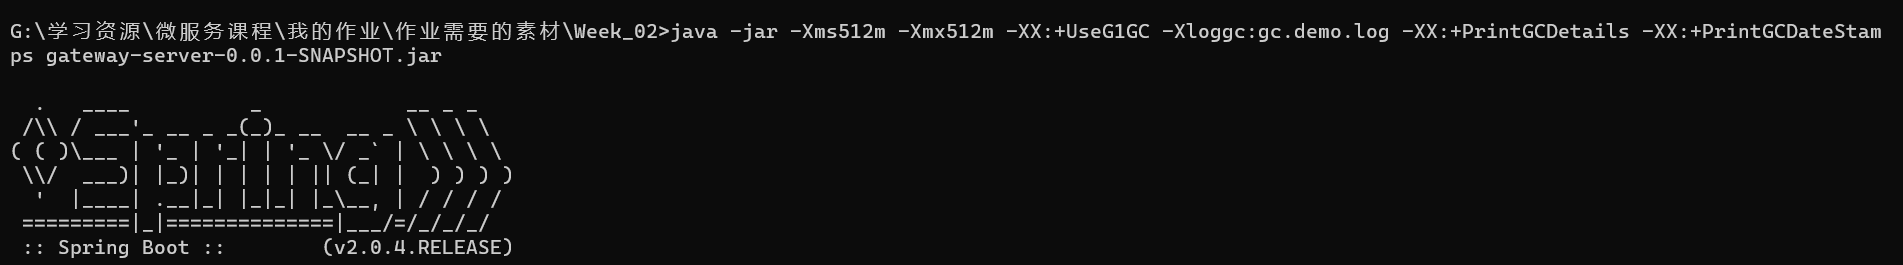 G:\学习资源\微服务课程\我的作业\作业需要的素材\Week_02>java -jar -Xms512m -Xmx512m -XX:+UseG1GC -Xloggc:gc.demo.log -XX:+PrintGCDetails -XX:+PrintGCDateStam
ps gateway-server-0.0.1-SNAPSHOT.jar

  .   ____          _            __ _ _
 /\\ / ___'_ __ _ _(_)_ __  __ _ \ \ \ \
( ( )\___ | '_ | '_| | '_ \/ _` | \ \ \ \
 \\/  ___)| |_)| | | | | || (_| |  ) ) ) )
  '  |____| .__|_| |_|_| |_\__, | / / / /
 =========|_|==============|___/=/_/_/_/
 :: Spring Boot ::        (v2.0.4.RELEASE)